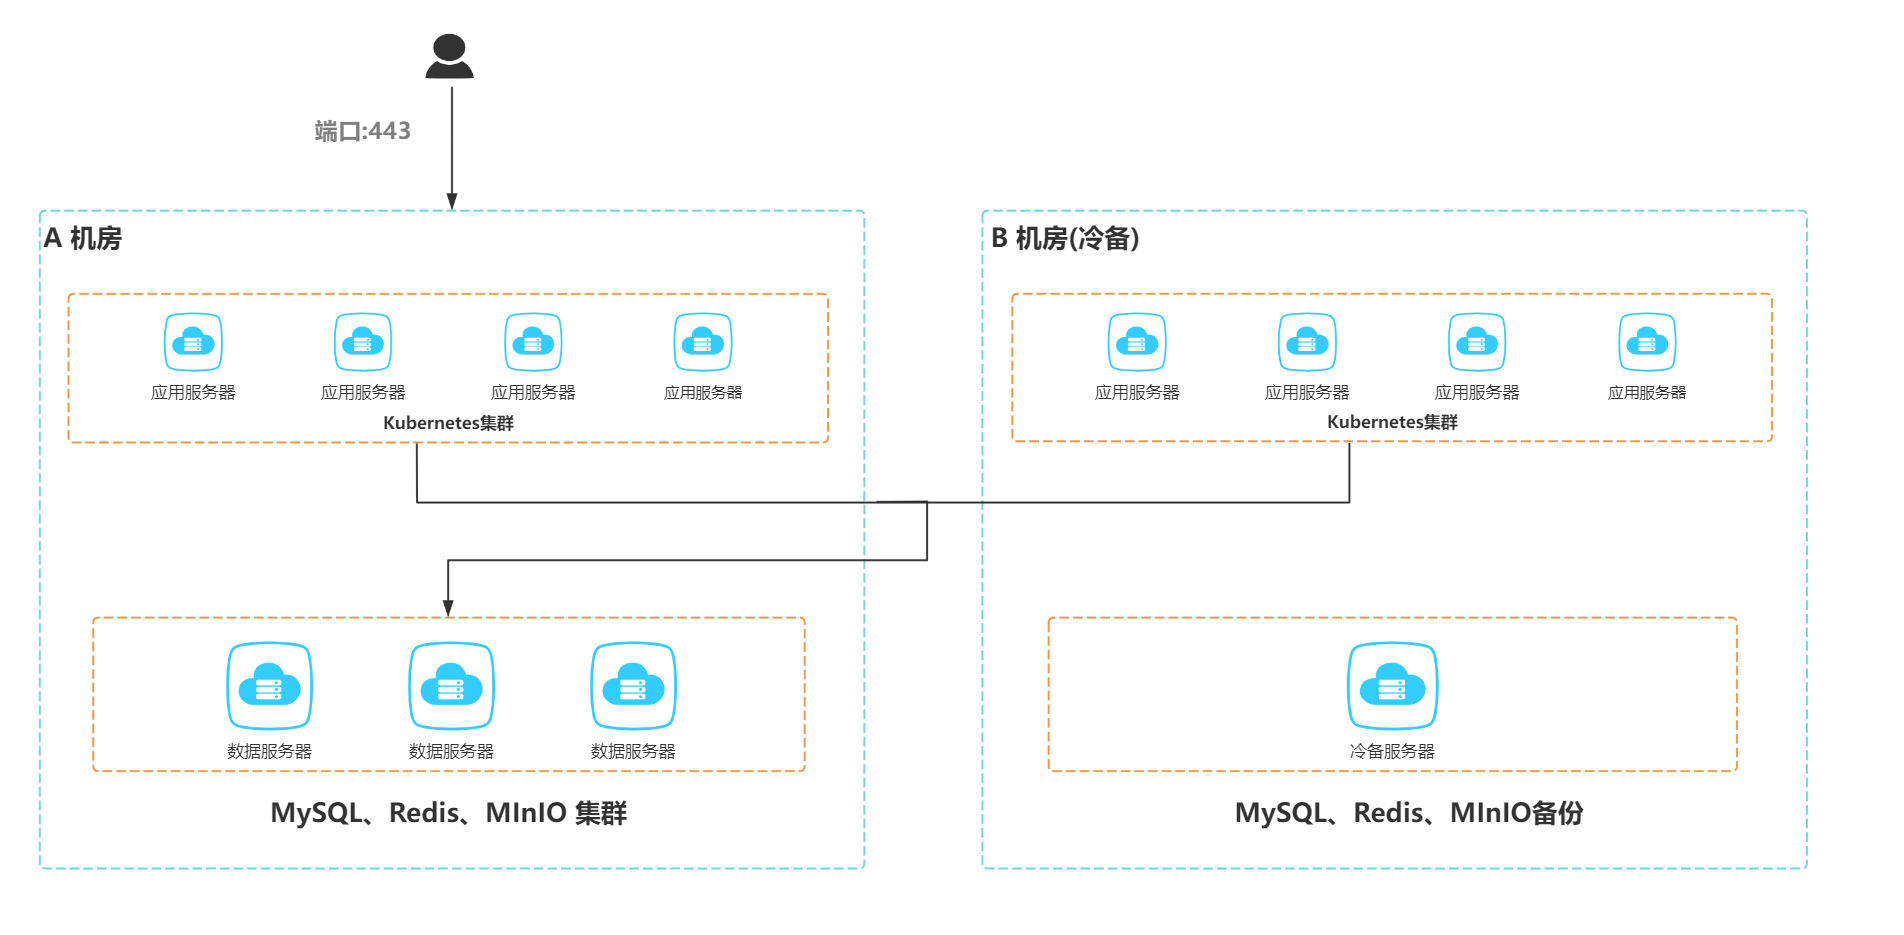 端口:443
A 机房
应用服务器
应用服务器
应用服务器
应用服务器
Kubernetes集群
数据服务器
数据服务器
数据服务器
MySQL、Redis、MInIO 集群
B 机房(冷备)
应用服务器
应用服务器
应用服务器
应用服务器
Kubernetes集群
冷备服务器
MySQL、Redis、MInIO备份